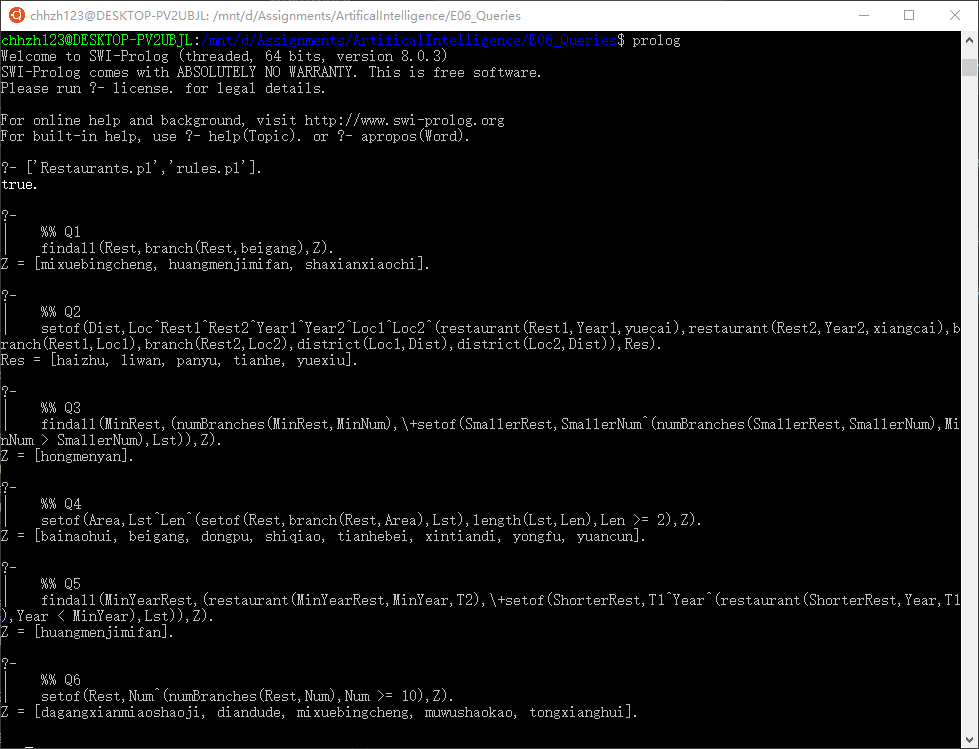 chhzh123@DESKTOP-PV2UBJL: /mnt/d/Assignments/ArtificalIntelligence/E06_Queries
chhzh123@DESKTOP-PV2UBJL:/mnt/d/Assignments/ArtificalIntelligence/E06_Queries$ prolog
Welcome to SWI-Prolog (threaded, 64 bits, version 8.0.3)
SWI-Prolog comes with ABSOLUTELY NO WARRANTY. This is free software.
Please run ?- license. for legal details.
For online help and background, visit http://www.swi-prolog.org
For built-in help, use ?- help(Topic). or ?- apropos(Word).
?- ['Restaurants.pl','rules.pl'].
true.
?-
|    %% Q1
|    findall(Rest,branch(Rest,beigang),Z).
Z = [mixuebingcheng, huangmenjimifan, shaxianxiaochi].
?-
|    %% Q2
|    setof(Dist,Loc^Rest1^Rest2^Year1^Year2^Loc1^Loc2^(restaurant(Rest1,Year1,yuecai),restaurant(Rest2,Year2,xiangcai),b
ranch(Rest1,Loc1),branch(Rest2,Loc2),district(Loc1,Dist),district(Loc2,Dist)),Res).
Res = [haizhu, liwan, panyu, tianhe, yuexiu].
?-
|    %% Q3
|    findall(MinRest,(numBranches(MinRest,MinNum),\+setof(SmallerRest,SmallerNum^(numBranches(SmallerRest,SmallerNum),Mi
nNum > SmallerNum),Lst)),Z).
Z = [hongmenyan].
?-
|    %% Q4
|    setof(Area,Lst^Len^(setof(Rest,branch(Rest,Area),Lst),length(Lst,Len),Len >= 2),Z).
Z = [bainaohui, beigang, dongpu, shiqiao, tianhebei, xintiandi, yongfu, yuancun].
?-
|    %% Q5
|    findall(MinYearRest,(restaurant(MinYearRest,MinYear,T2),\+setof(ShorterRest,T1^Year^(restaurant(ShorterRest,Year,T1
),Year < MinYear),Lst)),Z).
Z = [huangmenjimifan].
?-
|    %% Q6
|    setof(Rest,Num^(numBranches(Rest,Num),Num >= 10),Z).
Z = [dagangxianmiaoshaoji, diandude, mixuebingcheng, muwushaokao, tongxianghui].